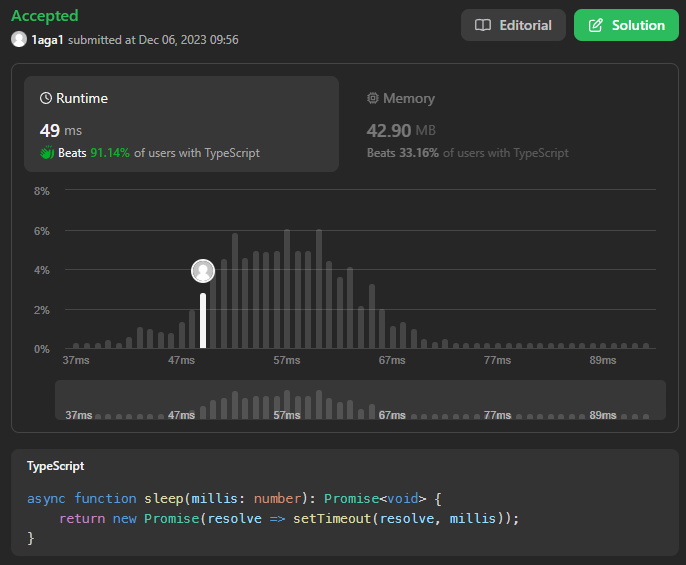 Accepted
Editorial
Solution
1aga1 submitted at Dec 06, 2023 09:56
Runtime
49 ms
Beats 91.14% of users with TypeScript
Memory
42.90 MB
Beats 33.16% of users with TypeScript
8%
6%
4%
2%
0%
37ms 47ms 57ms 67ms 77ms 89ms
37ms 47ms 57ms 67ms 77ms 89ms
TypeScript
async function sleep(millis: number): Promise<void> {
    return new Promise(resolve => setTimeout(resolve, millis));
}